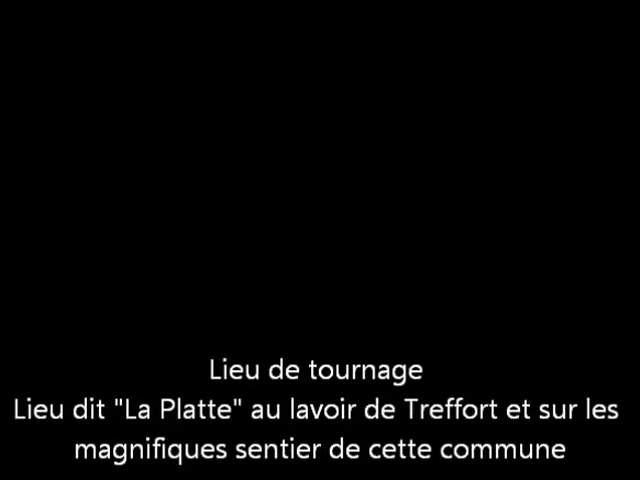 Lieu de tournage
Lieu dit "La Platte" au lavoir de Treffort et sur les
magnifiques sentier de cette commune